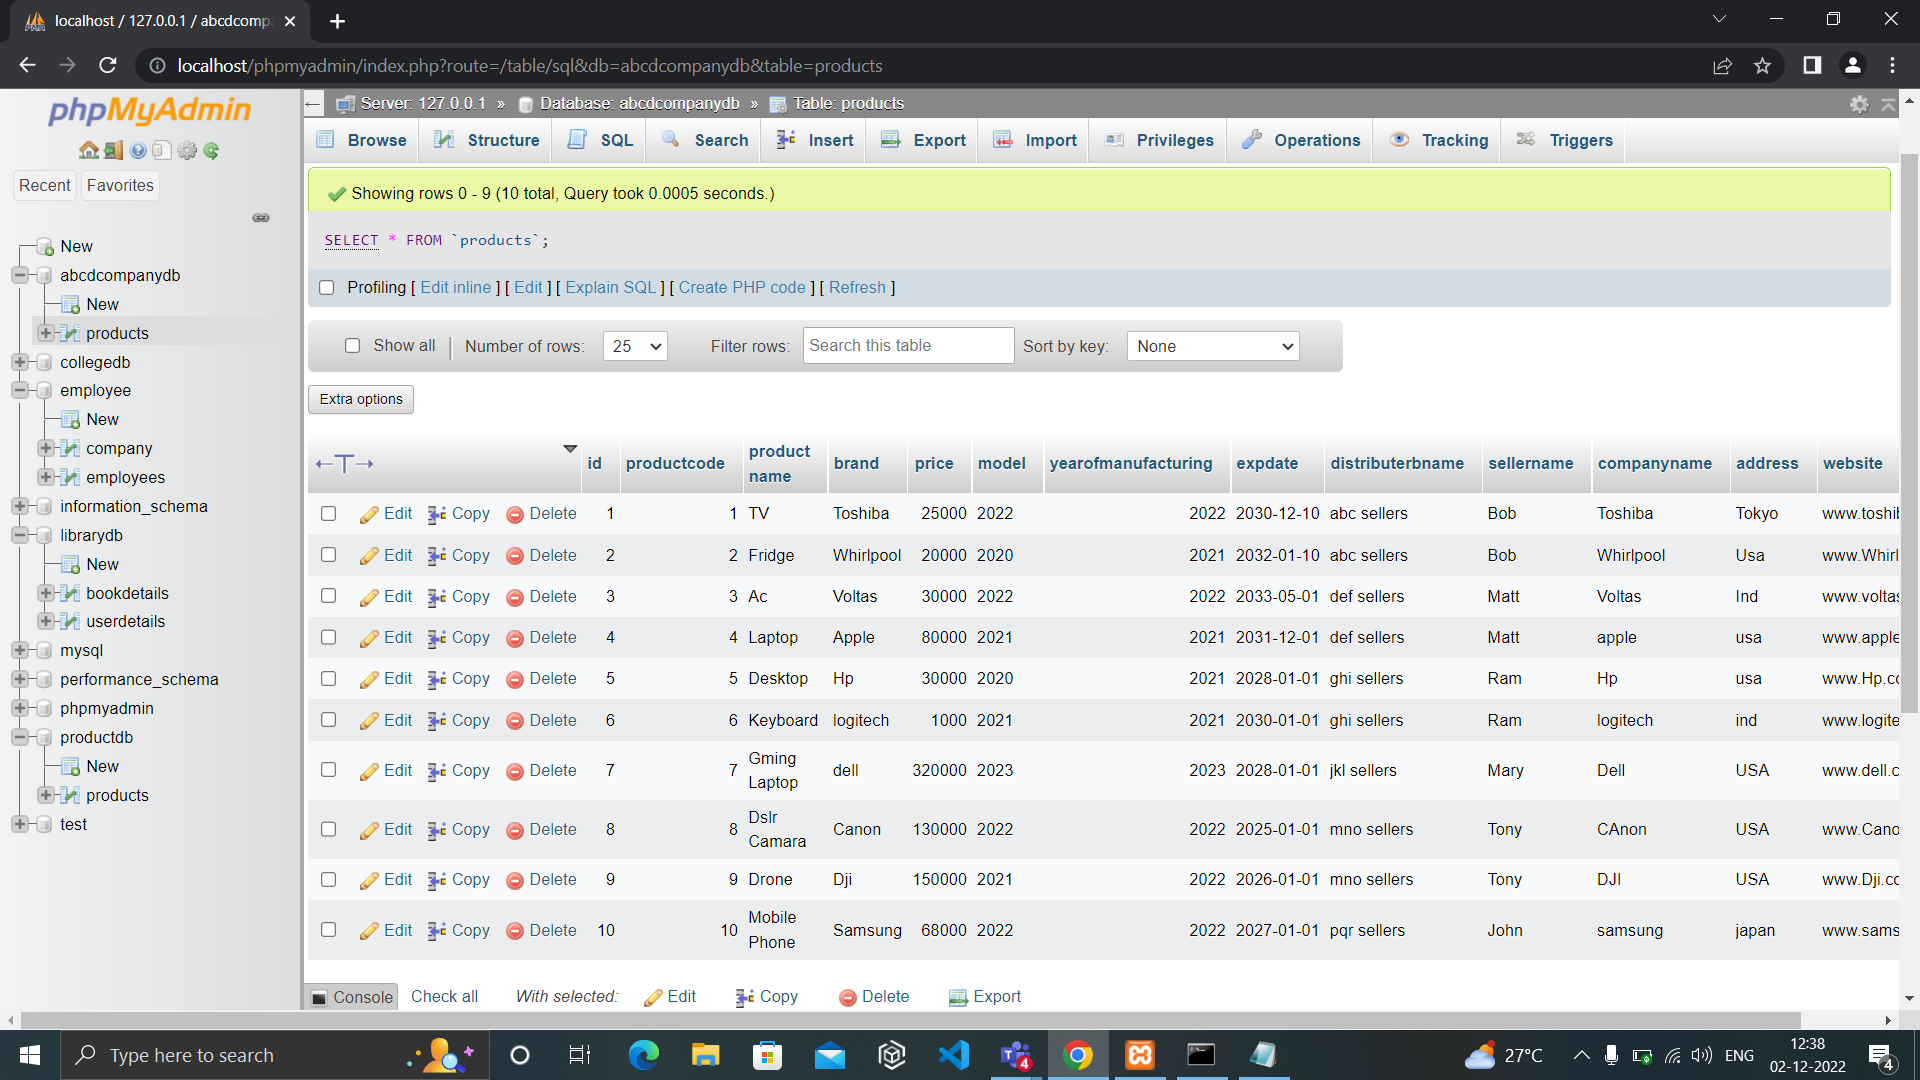 localhost / 127.0.0.1 / abcdcomp
localhost/phpmyadmin/index.php?route=/table/sql&db=abcdcompanydb&table=products
phpMyAdmin
Recent Favorites
New
abcdcompanydb
New
products
collegedb
employee
New
company
employees
information_schema
librarydb
New
bookdetails
userdetails
mysql
performance_schema
phpmyadmin
productdb
New
products
test
Server: 127.0.0.1 » Database: abcdcompanydb » Table: products
Browse Structure SQL Search Insert Export Import Privileges Operations Tracking Triggers
Showing rows 0 - 9 (10 total, Query took 0.0005 seconds.)
SELECT * FROM `products`;
Profiling [ Edit inline ] [ Edit ] [ Explain SQL ] [ Create PHP code ] [ Refresh ]
Show all | Number of rows: 25 Filter rows: Search this table Sort by key: None
Extra options
←T→ id productcode product name brand price model yearofmanufacturing expdate distributerbname sellername companyname address website
Edit Copy Delete 1 1 TV Toshiba 25000 2022 2022 2030-12-10 abc sellers Bob Toshiba Tokyo www.toshi
Edit Copy Delete 2 2 Fridge Whirlpool 20000 2020 2021 2032-01-10 abc sellers Bob Whirlpool Usa www.Whirl
Edit Copy Delete 3 3 Ac Voltas 30000 2022 2022 2033-05-01 def sellers Matt Voltas Ind www.voltas
Edit Copy Delete 4 4 Laptop Apple 80000 2021 2021 2031-12-01 def sellers Matt apple usa www.apple
Edit Copy Delete 5 5 Desktop Hp 30000 2020 2021 2028-01-01 ghi sellers Ram Hp usa www.Hp.co
Edit Copy Delete 6 6 Keyboard logitech 1000 2021 2021 2030-01-01 ghi sellers Ram logitech ind www.logite
Edit Copy Delete 7 7 Gming Laptop dell 320000 2023 2023 2028-01-01 jkl sellers Mary Dell USA www.dell.c
Edit Copy Delete 8 8 Dslr Camara Canon 130000 2022 2022 2025-01-01 mno sellers Tony CAnon USA www.Cano
Edit Copy Delete 9 9 Drone Dji 150000 2021 2022 2026-01-01 mno sellers Tony DJI USA www.Dji.co
Edit Copy Delete 10 10 Mobile Phone Samsung 68000 2022 2022 2027-01-01 pqr sellers John samsung japan www.sams
Console Check all With selected: Edit Copy Delete Export
Type here to search
4
27°C
ENG
12:38
02-12-2022
4